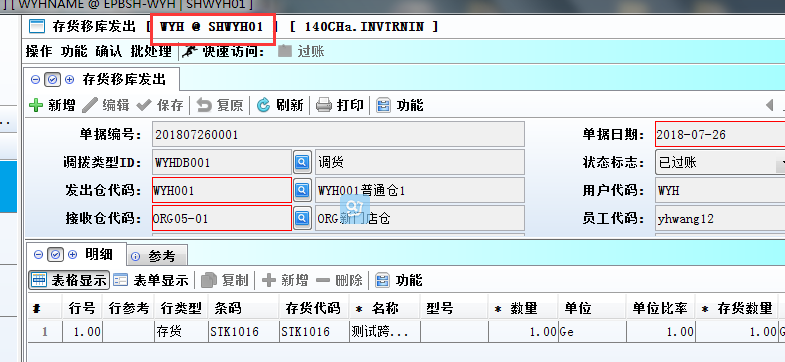 ] [ WYHNAME @ EPBSH-WYH | SHWYH01 ]
存货移库发出 [ WYH @ SHWYH01 ] [ 140CHa.INVTRNIN ]
操作 功能 确认 批处理 快速访问: 过账
存货移库发出
新增 编辑 保存 复原 刷新 打印 功能
单据编号: 201807260001 单据日期: 2018-07-26
调拨类型ID: WYHDB001 调货 状态标志: 已过账
发出仓代码: WYH001 WYH001普通仓1 用户代码: WYH
接收仓代码: ORG05-01 ORG新门店仓 员工代码: yhwang12
明细 参考
表格显示 表单显示 复制 新增 删除 功能
# 行号 行参考 行类型 条码 存货代码 * 名称 型号 * 数量 单位 单位比率 * 存货数量
1 1.00 存货 STK1016 STK1016 测试跨... 1.00 Ge 1.00 1.00 G